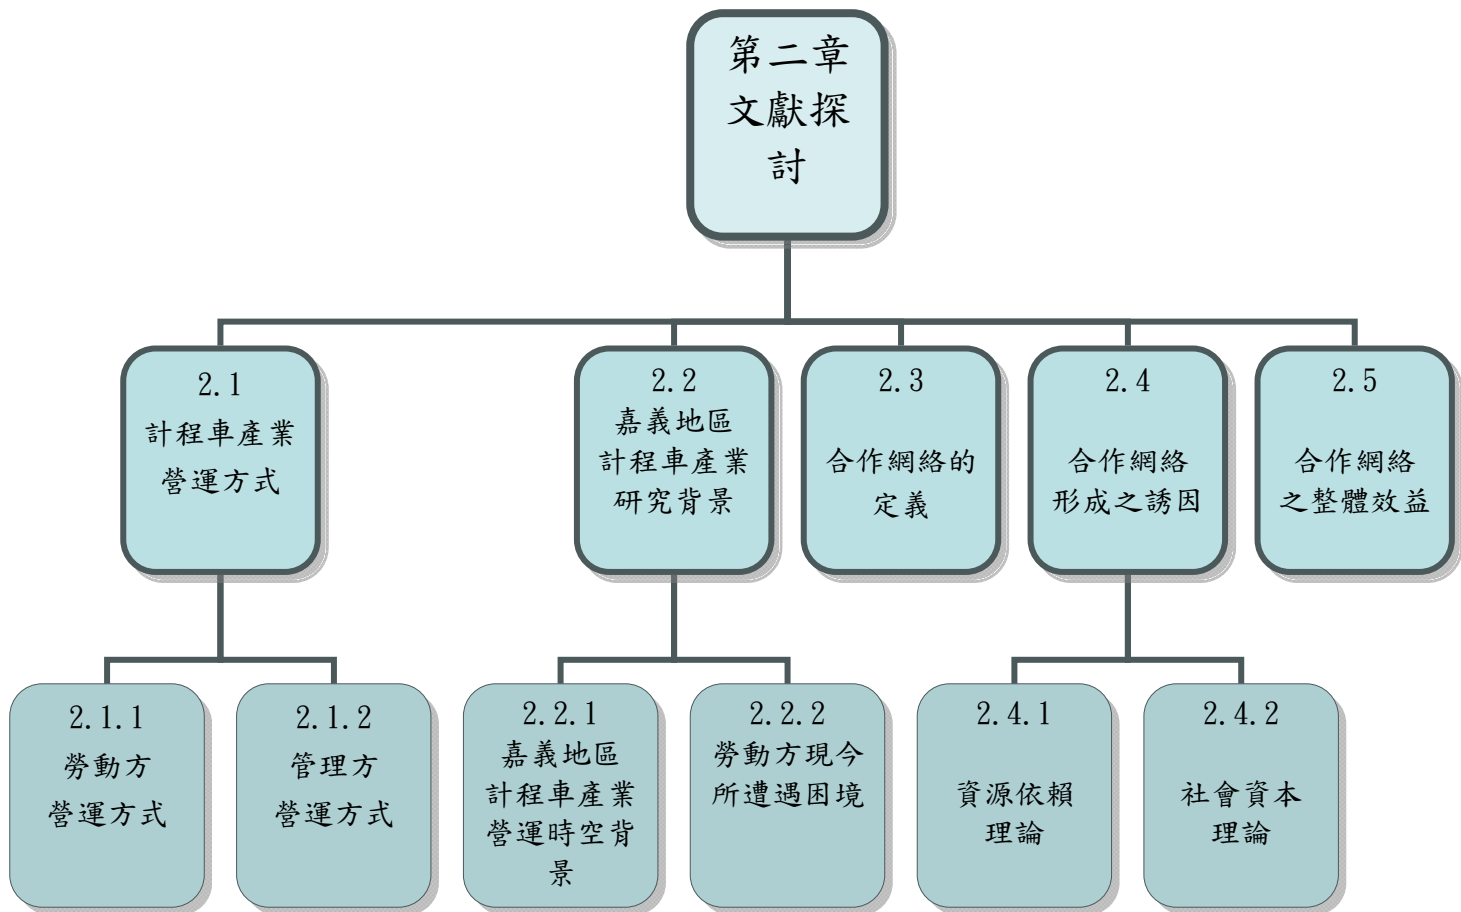 第二章
文獻探
討
2.1
計程車產業
營運方式
2.2
嘉義地區
計程車產業
研究背景
2.3
合作網絡的
定義
2.4
合作網絡
形成之誘因
2.5
合作網絡
之整體效益
2.1.1
勞動方
營運方式
2.1.2
管理方
營運方式
2.2.1
嘉義地區
計程車產業
營運時空背
景
2.2.2
勞動方現今
所遭遇困境
2.4.1
資源依賴
理論
2.4.2
社會資本
理論